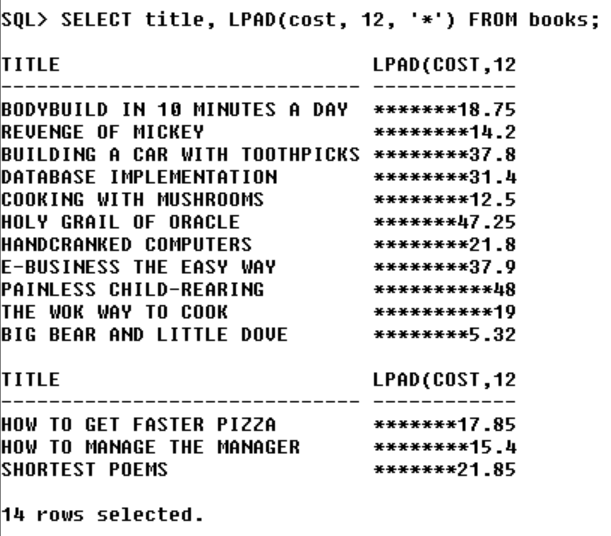 SQL> SELECT title, LPAD(cost, 12, '*') FROM books;
TITLE                          LPAD(COST,12
------------------------------ ------------
BODYBUILD IN 10 MINUTES A DAY  *******18.75
REVENGE OF MICKEY              ********14.2
BUILDING A CAR WITH TOOTHPICKS ********37.8
DATABASE IMPLEMENTATION        ********31.4
COOKING WITH MUSHROOMS         ********12.5
HOLY GRAIL OF ORACLE           *******47.25
HANDCRANKED COMPUTERS          ********21.8
E-BUSINESS THE EASY WAY        ********37.9
PAINLESS CHILD-REARING         **********48
THE WOK WAY TO COOK            **********19
BIG BEAR AND LITTLE DOVE       ********5.32
TITLE                          LPAD(COST,12
------------------------------ ------------
HOW TO GET FASTER PIZZA        *******17.85
HOW TO MANAGE THE MANAGER      ********15.4
SHORTEST POEMS                 *******21.85
14 rows selected.